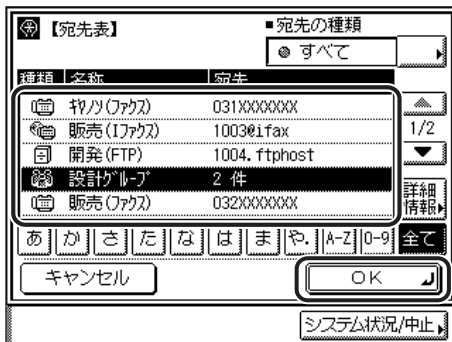 【宛先表】
■宛先の種類
すべて
種類 名称 宛先
ｷﾔﾉﾝ(ﾌｧｸｽ) 031XXXXXXX
販売(Iﾌｧｸｽ) 1003@ifax
開発(FTP) 1004.ftphost
設計ｸﾞﾙｰﾌﾟ 2 件
販売(ﾌｧｸｽ) 032XXXXXXX
1/2
詳細
情報
あ か さ た な は ま や. A-Z 0-9 全て
キャンセル OK
システム状況/中止